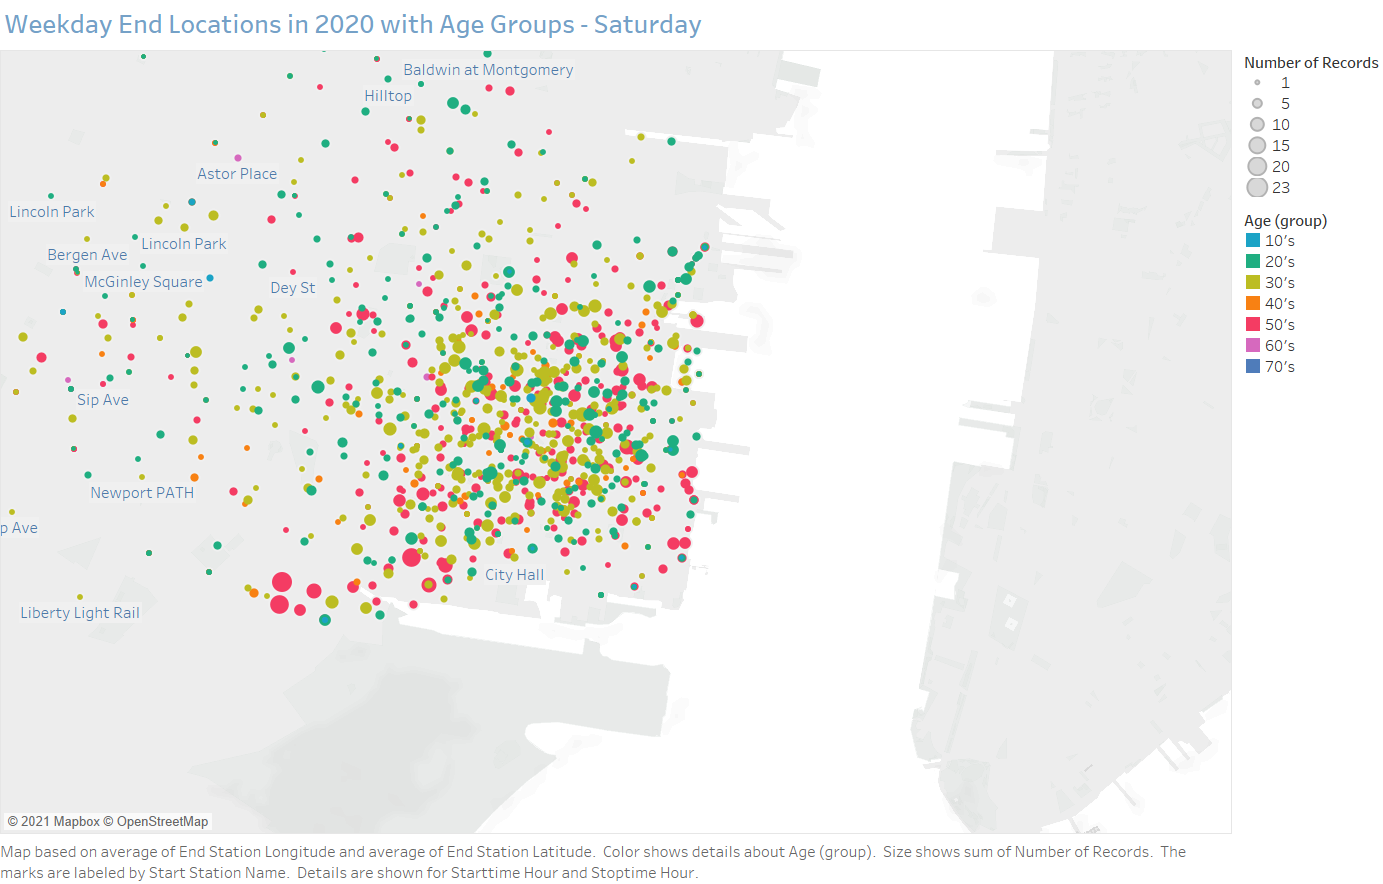 Weekday End Locations in 2020 with Age Groups - Saturday
Baldwin at Montgomery
Hilltop
Astor Place
Lincoln Park
Lincoln Park
Bergen Ave
McGinley Square
Dey St
Sip Ave
Newport PATH
p Ave
City Hall
Liberty Light Rail
© 2021 Mapbox © OpenStreetMap
Number of Records
1
5
10
15
20
23
Age (group)
10's
20's
30's
40's
50's
60's
70's
Map based on average of End Station Longitude and average of End Station Latitude.  Color shows details about Age (group).  Size shows sum of Number of Records.  The
marks are labeled by Start Station Name.  Details are shown for Starttime Hour and Stoptime Hour.